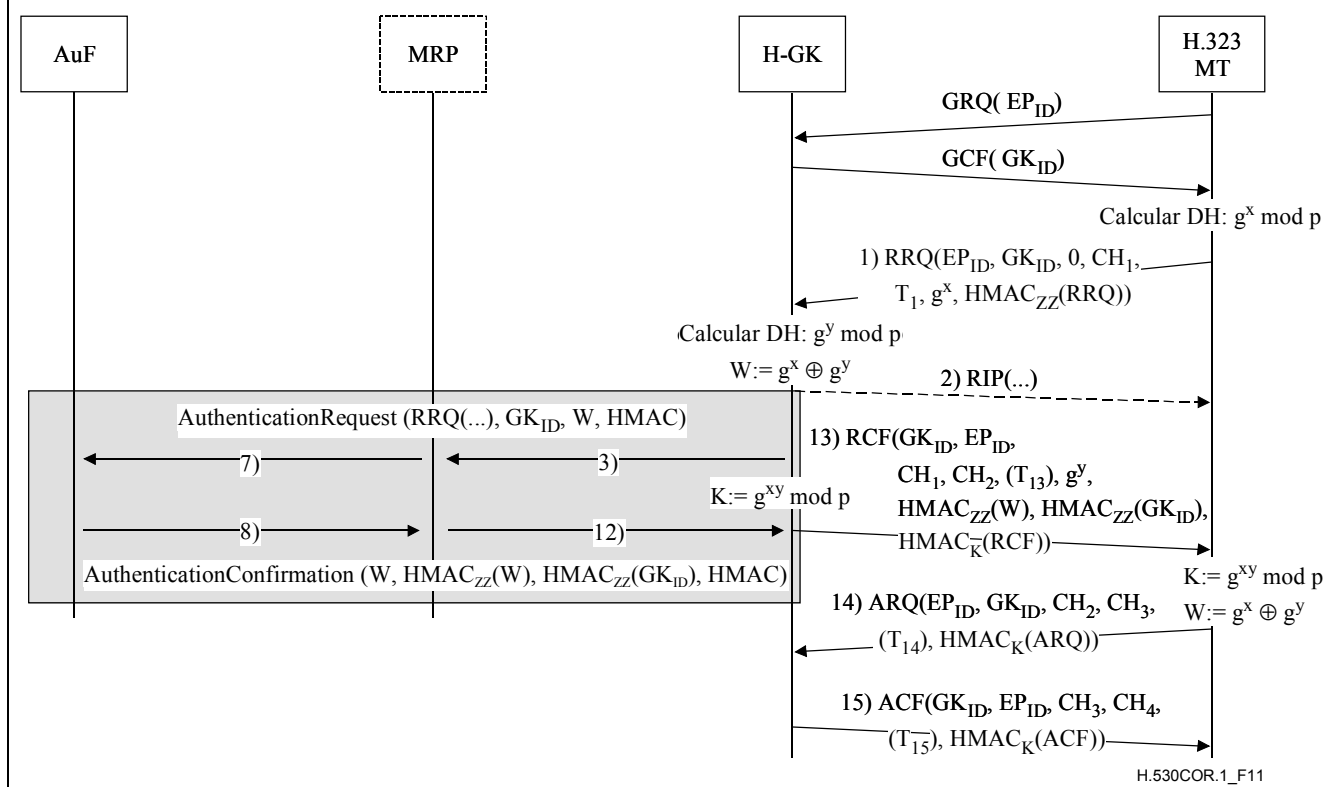 AuF
MRP
H-GK
H.323
MT
GRQ( EP_ID)
GCF( GK_ID)
Calcular DH: g^x mod p
1) RRQ(EP_ID, GK_ID, 0, CH_1,
T_1, g^x, HMAC_ZZ(RRQ))
Calcular DH: g^y mod p
W:= g^x ⊕ g^y
2) RIP(...)
AuthenticationRequest (RRQ(...), GK_ID, W, HMAC)
7)
3)
13) RCF(GK_ID, EP_ID,
CH_1, CH_2, (T_13), g^y,
HMAC_ZZ(W), HMAC_ZZ(GK_ID),
HMAC_K(RCF))
K:= g^xy mod p
8)
12)
AuthenticationConfirmation (W, HMAC_ZZ(W), HMAC_ZZ(GK_ID), HMAC)
K:= g^xy mod p
W:= g^x ⊕ g^y
14) ARQ(EP_ID, GK_ID, CH_2, CH_3,
(T_14), HMAC_K(ARQ))
15) ACF(GK_ID, EP_ID, CH_3, CH_4,
(T_15), HMAC_K(ACF))
H.530COR.1_F11